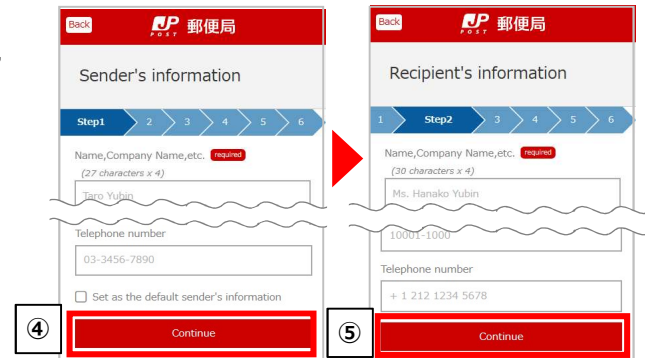 Back
JP POST 郵便局
Sender's information
Step1 2 3 4 5 6
Name,Company Name,etc. required
(27 characters x 4)
Taro Yubin
Telephone number
03-3456-7890
Set as the default sender's information
④
Continue
Back
JP POST 郵便局
Recipient's information
1 Step2 3 4 5 6
Name,Company Name,etc. required
(30 characters x 4)
Ms. Hanako Yubin
10001-1000
Telephone number
+ 1 212 1234 5678
⑤
Continue